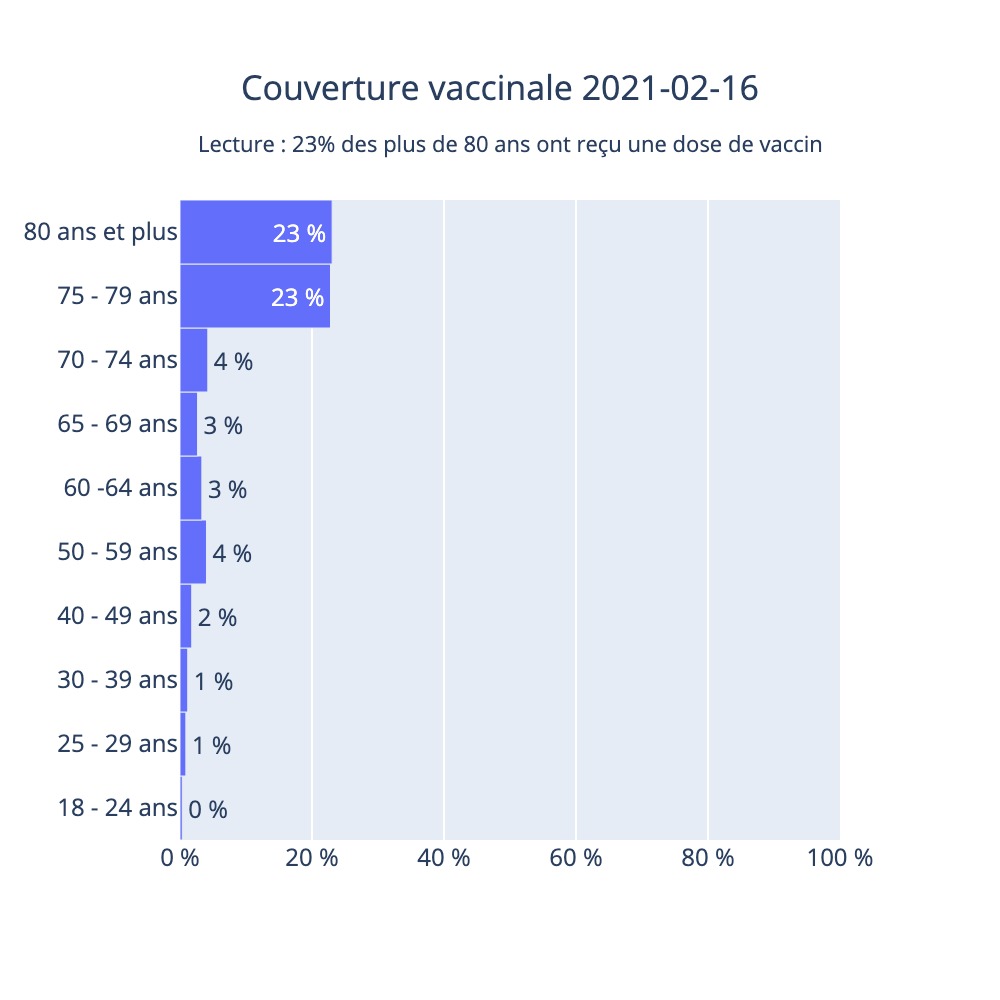 Couverture vaccinale 2021-02-16
Lecture : 23% des plus de 80 ans ont reçu une dose de vaccin
80 ans et plus 23 %
75 - 79 ans 23 %
70 - 74 ans 4 %
65 - 69 ans 3 %
60 -64 ans 3 %
50 - 59 ans 4 %
40 - 49 ans 2 %
30 - 39 ans 1 %
25 - 29 ans 1 %
18 - 24 ans 0 %
0 % 20 % 40 % 60 % 80 % 100 %